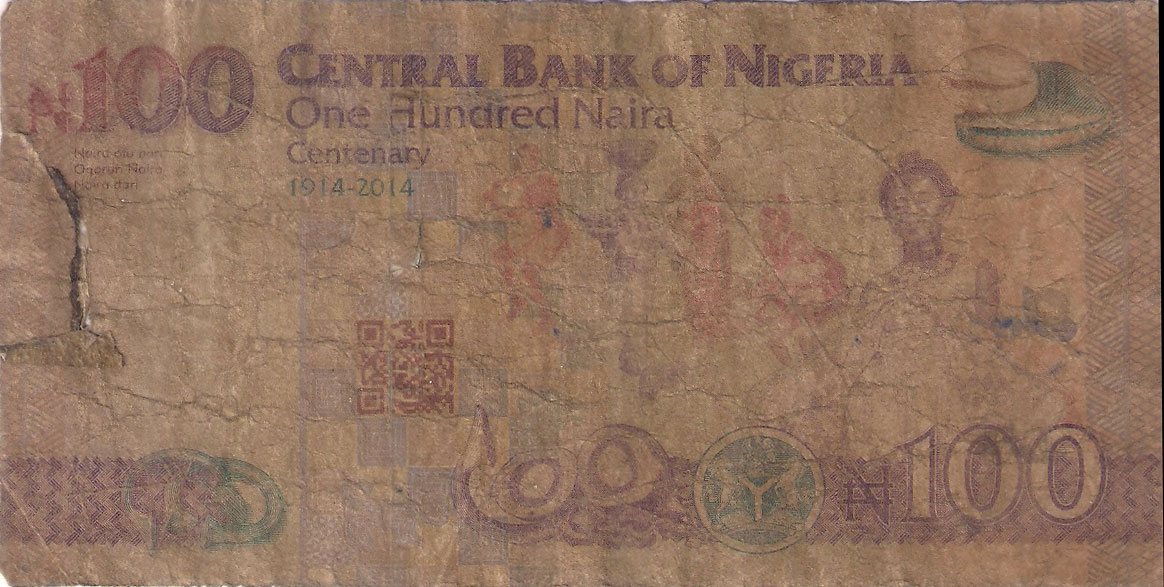 ₦100
CENTRAL BANK OF NIGERIA
One Hundred Naira
Centenary
1914-2014
Naira otu nari
Ogorun Naira
Naira dari
₦100